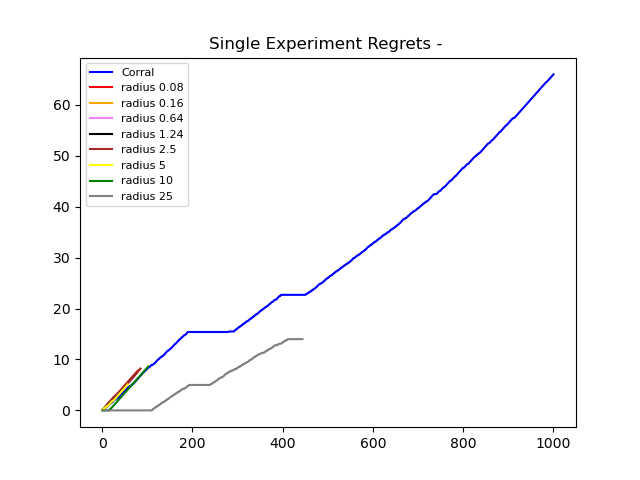 Single Experiment Regrets -
Corral
radius 0.08
radius 0.16
radius 0.64
radius 1.24
radius 2.5
radius 5
radius 10
radius 25
60
50
40
30
20
10
0
0 200 400 600 800 1000